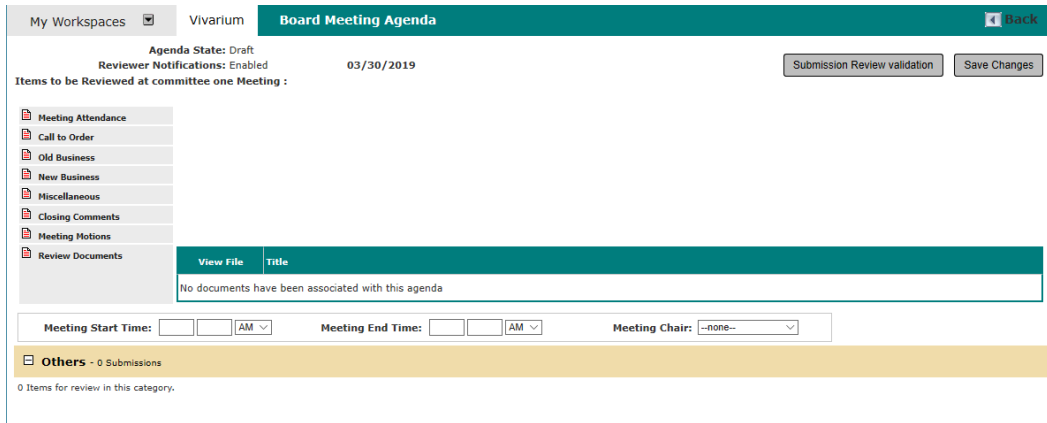 My Workspaces Vivarium Board Meeting Agenda Back
Agenda State: Draft
Reviewer Notifications: Enabled 03/30/2019 Submission Review validation Save Changes
Items to be Reviewed at committee one Meeting :
Meeting Attendance
Call to Order
Old Business
New Business
Miscellaneous
Closing Comments
Meeting Motions
Review Documents
View File Title
No documents have been associated with this agenda
Meeting Start Time: AM Meeting End Time: AM Meeting Chair: --none--
Others - 0 Submissions
0 Items for review in this category.